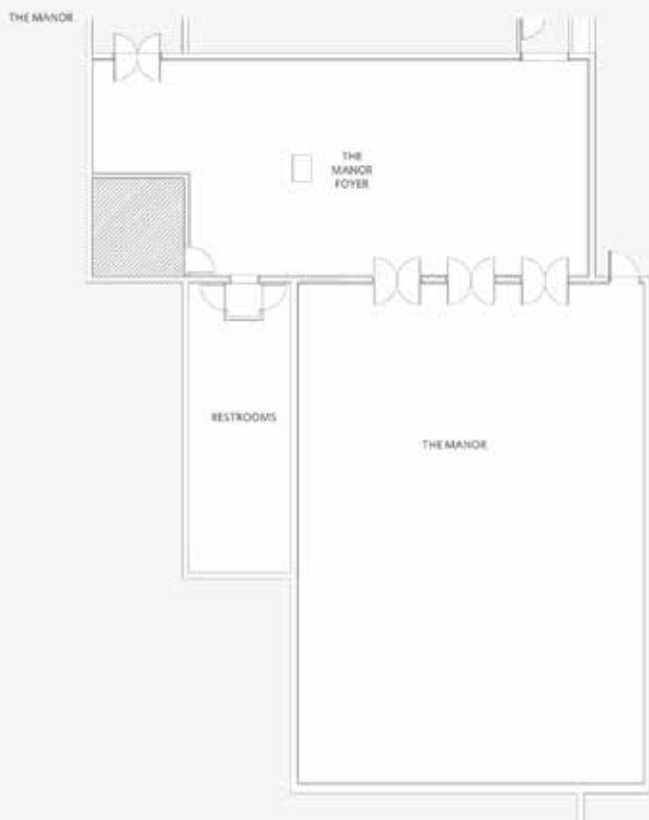 THE MANOR
THE
MANOR
FOYER
RESTROOMS
THE MANOR